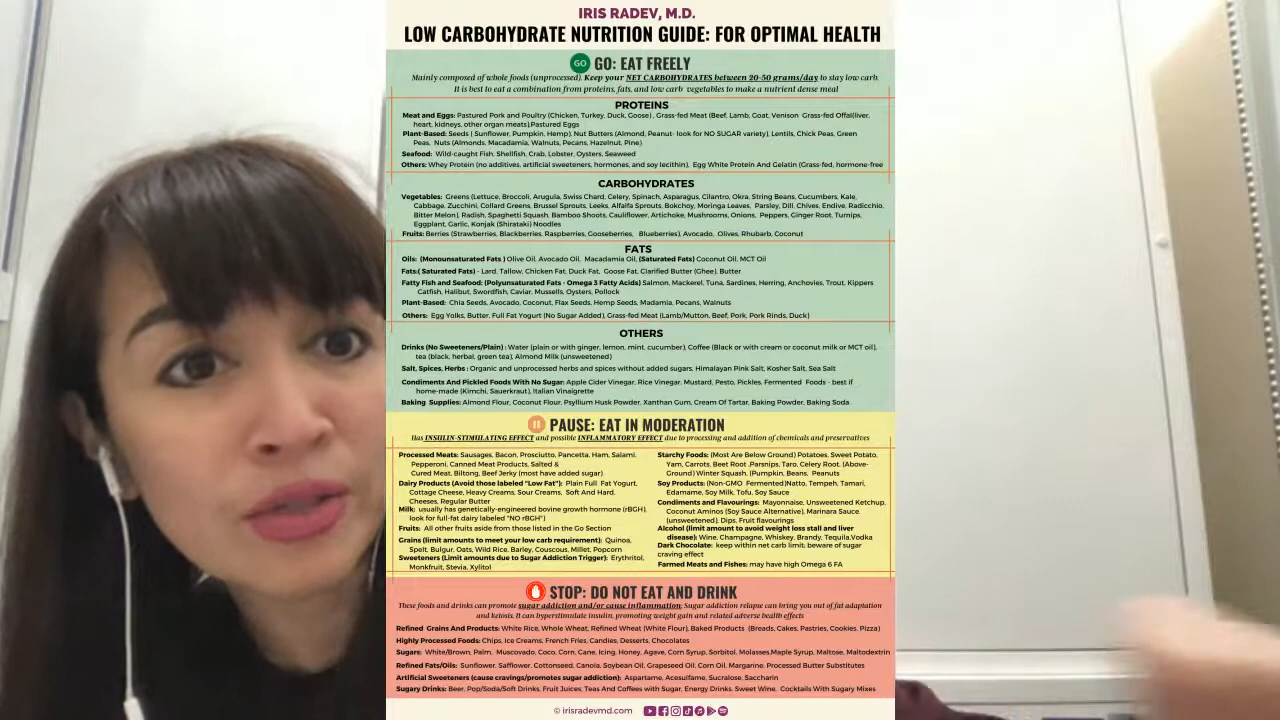 IRIS RADEV, M.D.
LOW CARBOHYDRATE NUTRITION GUIDE: FOR OPTIMAL HEALTH
GO GO: EAT FREELY
Mainly composed of whole foods (unprocessed). Keep your NET CARBOHYDRATES between 20-50 grams/day to stay low carb.
It is best to eat a combination from proteins, fats, and low carb vegetables to make a nutrient dense meal
PROTEINS
Meat and Eggs: Pastured Pork and Poultry (Chicken, Turkey, Duck, Goose) , Grass-fed Meat (Beef, Lamb, Goat, Venison Grass-fed Offal(liver,
heart, kidneys, other organ meats),Pastured Eggs
Plant-Based: Seeds ( Sunflower, Pumpkin, Hemp), Nut Butters (Almond, Peanut- look for NO SUGAR variety), Lentils, Chick Peas, Green
Peas, Nuts (Almonds, Macadamia, Walnuts, Pecans, Hazelnut, Pine)
Seafood: Wild-caught Fish, Shellfish, Crab, Lobster, Oysters, Seaweed
Others: Whey Protein (no additives, artificial sweeteners, hormones, and soy lecithin), Egg White Protein And Gelatin (Grass-fed, hormone-free
CARBOHYDRATES
Vegetables: Greens (Lettuce, Broccoli, Arugula, Swiss Chard, Celery, Spinach, Asparagus, Cilantro, Okra, String Beans, Cucumbers, Kale,
Cabbage, Zucchini, Collard Greens, Brussel Sprouts, Leeks, Alfalfa Sprouts, Bokchoy, Moringa Leaves, Parsley, Dill, Chives, Endive, Radicchio,
Bitter Melon), Radish, Spaghetti Squash, Bamboo Shoots, Cauliflower, Artichoke, Mushrooms, Onions, Peppers, Ginger Root, Turnips,
Eggplant, Garlic, Konjak (Shirataki) Noodles
Fruits: Berries (Strawberries, Blackberries, Raspberries, Gooseberries, Blueberries), Avocado, Olives, Rhubarb, Coconut
FATS
Oils: (Monounsaturated Fats ) Olive Oil, Avocado Oil, Macadamia Oil, (Saturated Fats) Coconut Oil, MCT Oil
Fats:( Saturated Fats) - Lard, Tallow, Chicken Fat, Duck Fat, Goose Fat, Clarified Butter (Ghee), Butter
Fatty Fish and Seafood: (Polyunsaturated Fats - Omega 3 Fatty Acids) Salmon, Mackerel, Tuna, Sardines, Herring, Anchovies, Trout, Kippers
Catfish, Halibut, Swordfish, Caviar, Mussells, Oysters, Pollock
Plant-Based: Chia Seeds, Avocado, Coconut, Flax Seeds, Hemp Seeds, Madamia, Pecans, Walnuts
Others: Egg Yolks, Butter, Full Fat Yogurt (No Sugar Added), Grass-fed Meat (Lamb/Mutton, Beef, Pork, Pork Rinds, Duck)
OTHERS
Drinks (No Sweeteners/Plain) : Water (plain or with ginger, lemon, mint, cucumber), Coffee (Black or with cream or coconut milk or MCT oil),
tea (black, herbal, green tea), Almond Milk (unsweetened)
Salt, Spices, Herbs : Organic and unprocessed herbs and spices without added sugars, Himalayan Pink Salt, Kosher Salt, Sea Salt
Condiments And Pickled Foods With No Sugar: Apple Cider Vinegar, Rice Vinegar, Mustard, Pesto, Pickles, Fermented Foods - best if
home-made (Kimchi, Sauerkraut), Italian Vinaigrette
Baking Supplies: Almond Flour, Coconut Flour, Psyllium Husk Powder, Xanthan Gum, Cream Of Tartar, Baking Powder, Baking Soda
PAUSE: EAT IN MODERATION
Has INSULIN-STIMULATING EFFECT and possible INFLAMMATORY EFFECT due to processing and addition of chemicals and preservatives
Processed Meats: Sausages, Bacon, Prosciutto, Pancetta, Ham, Salami,
Pepperoni, Canned Meat Products, Salted &
Cured Meat, Biltong, Beef Jerky (most have added sugar)
Dairy Products (Avoid those labeled "Low Fat"): Plain Full Fat Yogurt,
Cottage Cheese, Heavy Creams, Sour Creams, Soft And Hard,
Cheeses, Regular Butter
Milk: usually has genetically-engineered bovine growth hormone (rBGH),
look for full-fat dairy labeled "NO rBGH")
Fruits: All other fruits aside from those listed in the Go Section
Grains (limit amounts to meet your low carb requirement): Quinoa,
Spelt, Bulgur, Oats, Wild Rice, Barley, Couscous, Millet, Popcorn
Sweeteners (Limit amounts due to Sugar Addiction Trigger): Erythritol,
Monkfruit, Stevia, Xylitol
Starchy Foods: (Most Are Below Ground) Potatoes, Sweet Potato,
Yam, Carrots, Beet Root ,Parsnips, Taro, Celery Root, (Above-
Ground) Winter Squash, (Pumpkin, Beans, Peanuts
Soy Products: (Non-GMO Fermented)Natto, Tempeh, Tamari,
Edamame, Soy Milk, Tofu, Soy Sauce
Condiments and Flavourings: Mayonnaise, Unsweetened Ketchup,
Coconut Aminos (Soy Sauce Alternative), Marinara Sauce,
(unsweetened), Dips, Fruit flavourings
Alcohol (limit amount to avoid weight loss stall and liver
disease): Wine, Champagne, Whiskey, Brandy, Tequila,Vodka
Dark Chocolate: keep within net carb limit; beware of sugar
craving effect
Farmed Meats and Fishes: may have high Omega 6 FA
STOP: DO NOT EAT AND DRINK
These foods and drinks can promote sugar addiction and/or cause inflammation; Sugar addiction relapse can bring you out of fat adaptation
and ketosis. It can hyperstimulate insulin, promoting weight gain and related adverse health effects
Refined Grains And Products: White Rice, Whole Wheat, Refined Wheat (White Flour), Baked Products (Breads, Cakes, Pastries, Cookies, Pizza)
Highly Processed Foods: Chips, Ice Creams, French Fries, Candies, Desserts, Chocolates
Sugars: White/Brown, Palm, Muscovado, Coco, Corn, Cane, Icing, Honey, Agave, Corn Syrup, Sorbitol, Molasses,Maple Syrup, Maltose, Maltodextrin
Refined Fats/Oils: Sunflower, Safflower, Cottonseed, Canola, Soybean Oil, Grapeseed Oil, Corn Oil, Margarine, Processed Butter Substitutes
Artificial Sweeteners (cause cravings/promotes sugar addiction): Aspartame, Acesulfame, Sucralose, Saccharin
Sugary Drinks: Beer, Pop/Soda/Soft Drinks, Fruit Juices, Teas And Coffees with Sugar, Energy Drinks, Sweet Wine, Cocktails With Sugary Mixes
© irisradevmd.com